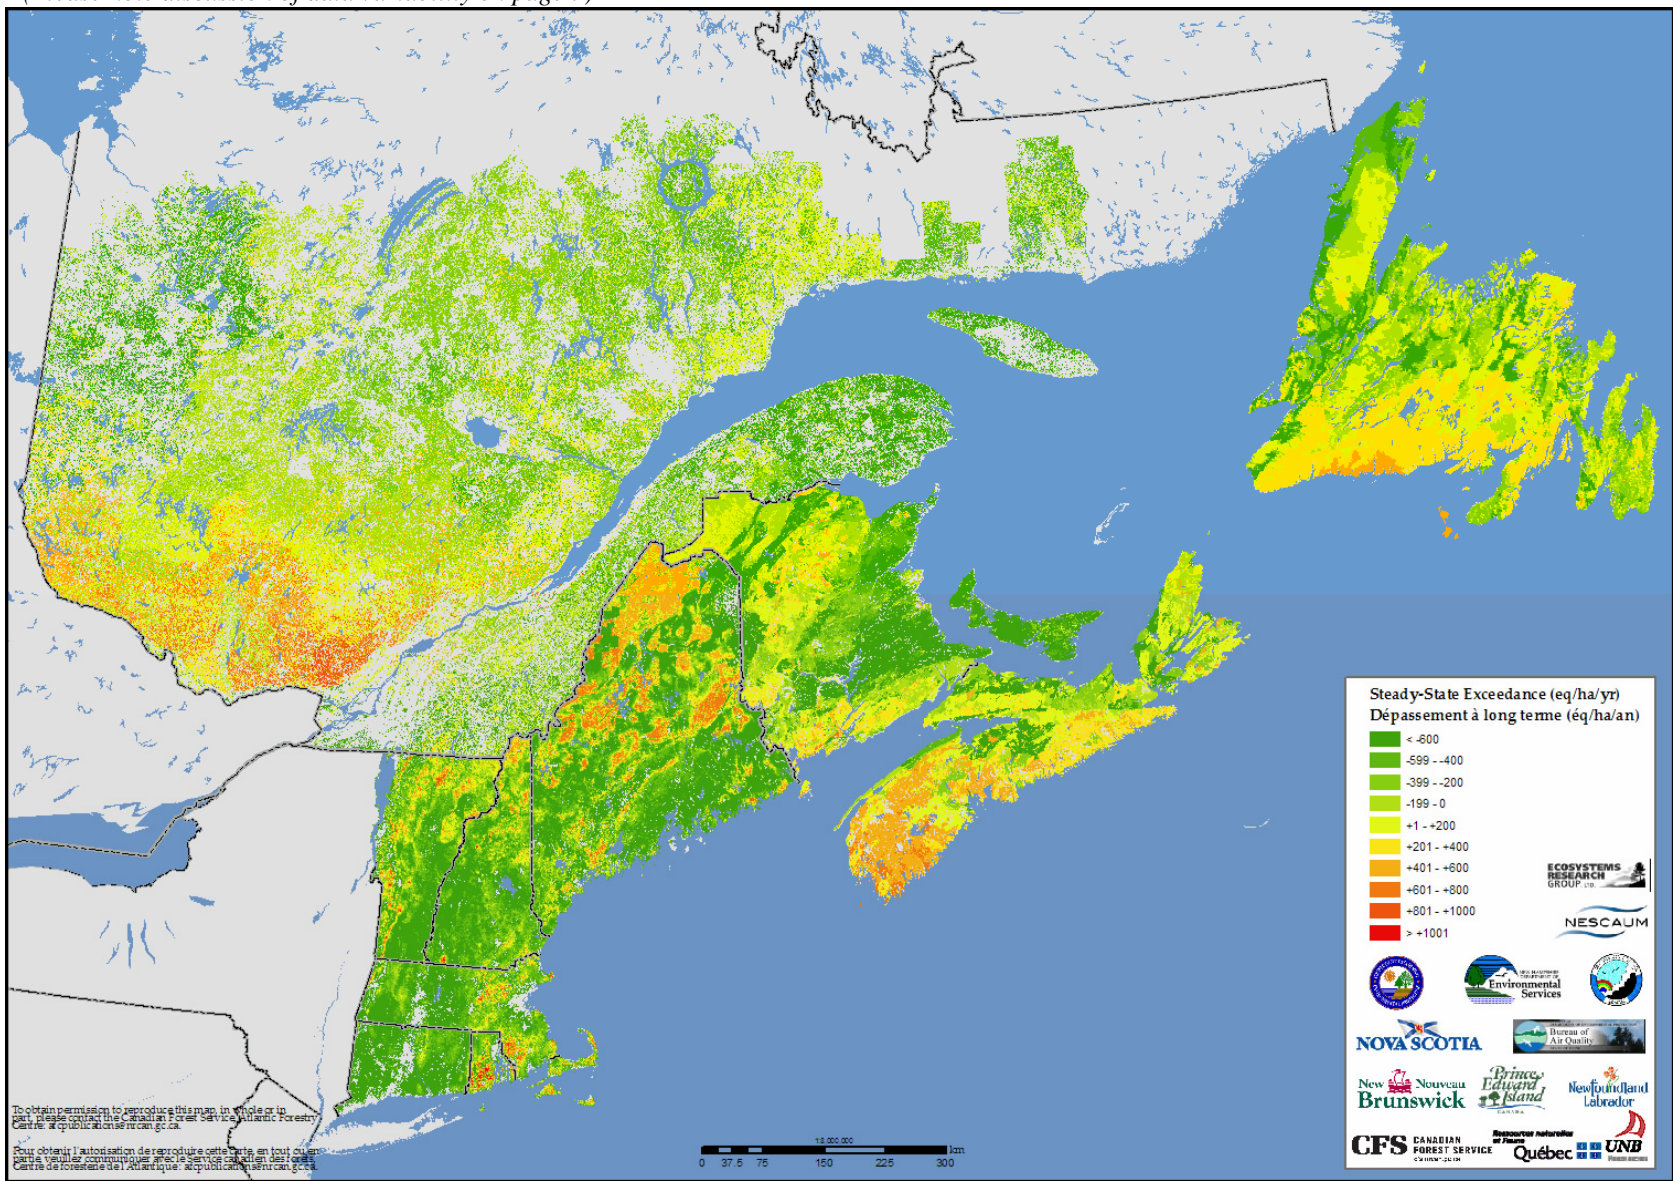 Steady-State Exceedance (eq/ha/yr)
Dépassement à long terme (éq/ha/an)
< -600
-599 - -400
-399 - -200
-199 - 0
+1 - +200
+201 - +400
+401 - +600
+601 - +800
+801 - +1000
> +1001
ECOSYSTEMS
RESEARCH
GROUP LTD.
NESCAUM
Environmental
Services
NOVA SCOTIA
Bureau of
Air Quality
New Nouveau
Brunswick
Prince
Edward
Island
CANADA
Newfoundland
Labrador
CFS CANADIAN
FOREST SERVICE
Ressources naturelles
et Faune
Québec
UNB
To obtain permission to reproduce this map, in whole or in
part, please contact the Canadian Forest Service, Atlantic Forestry
Centre: afcpublications@nrcan.gc.ca.
Pour obtenir l'autorisation de reproduire cette carte, en tout ou en
partie, veuillez communiquer avec le Service canadien des forêts,
Centre de foresterie de l'Atlantique: afcpublications@nrcan.gc.ca.
0 37.5 75 150 225 300 km